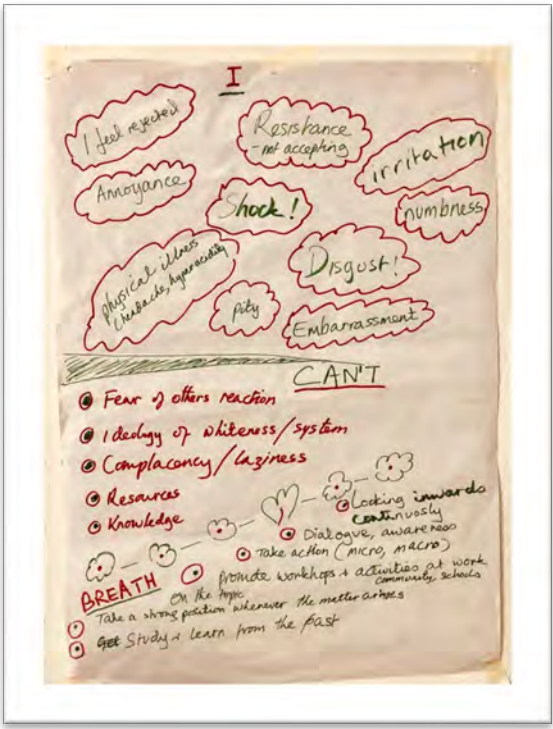 I
I feel rejected
Resistance
- not accepting
irritation
Annoyance
Shock!
numbness
physical illness
(headache, hyperacidity)
Disgust!
pity
Embarrassment
CAN'T
Fear of others reaction
Ideology of whiteness/system
Complacency/laziness
Resources
Knowledge
Looking inwards
continuosly
Dialogue, awareness
Take action (micro, macro)
BREATH
Promote workshops + activities at work
community, schools
on the topic
Take a strong position whenever the matter arises
Study + learn from the past